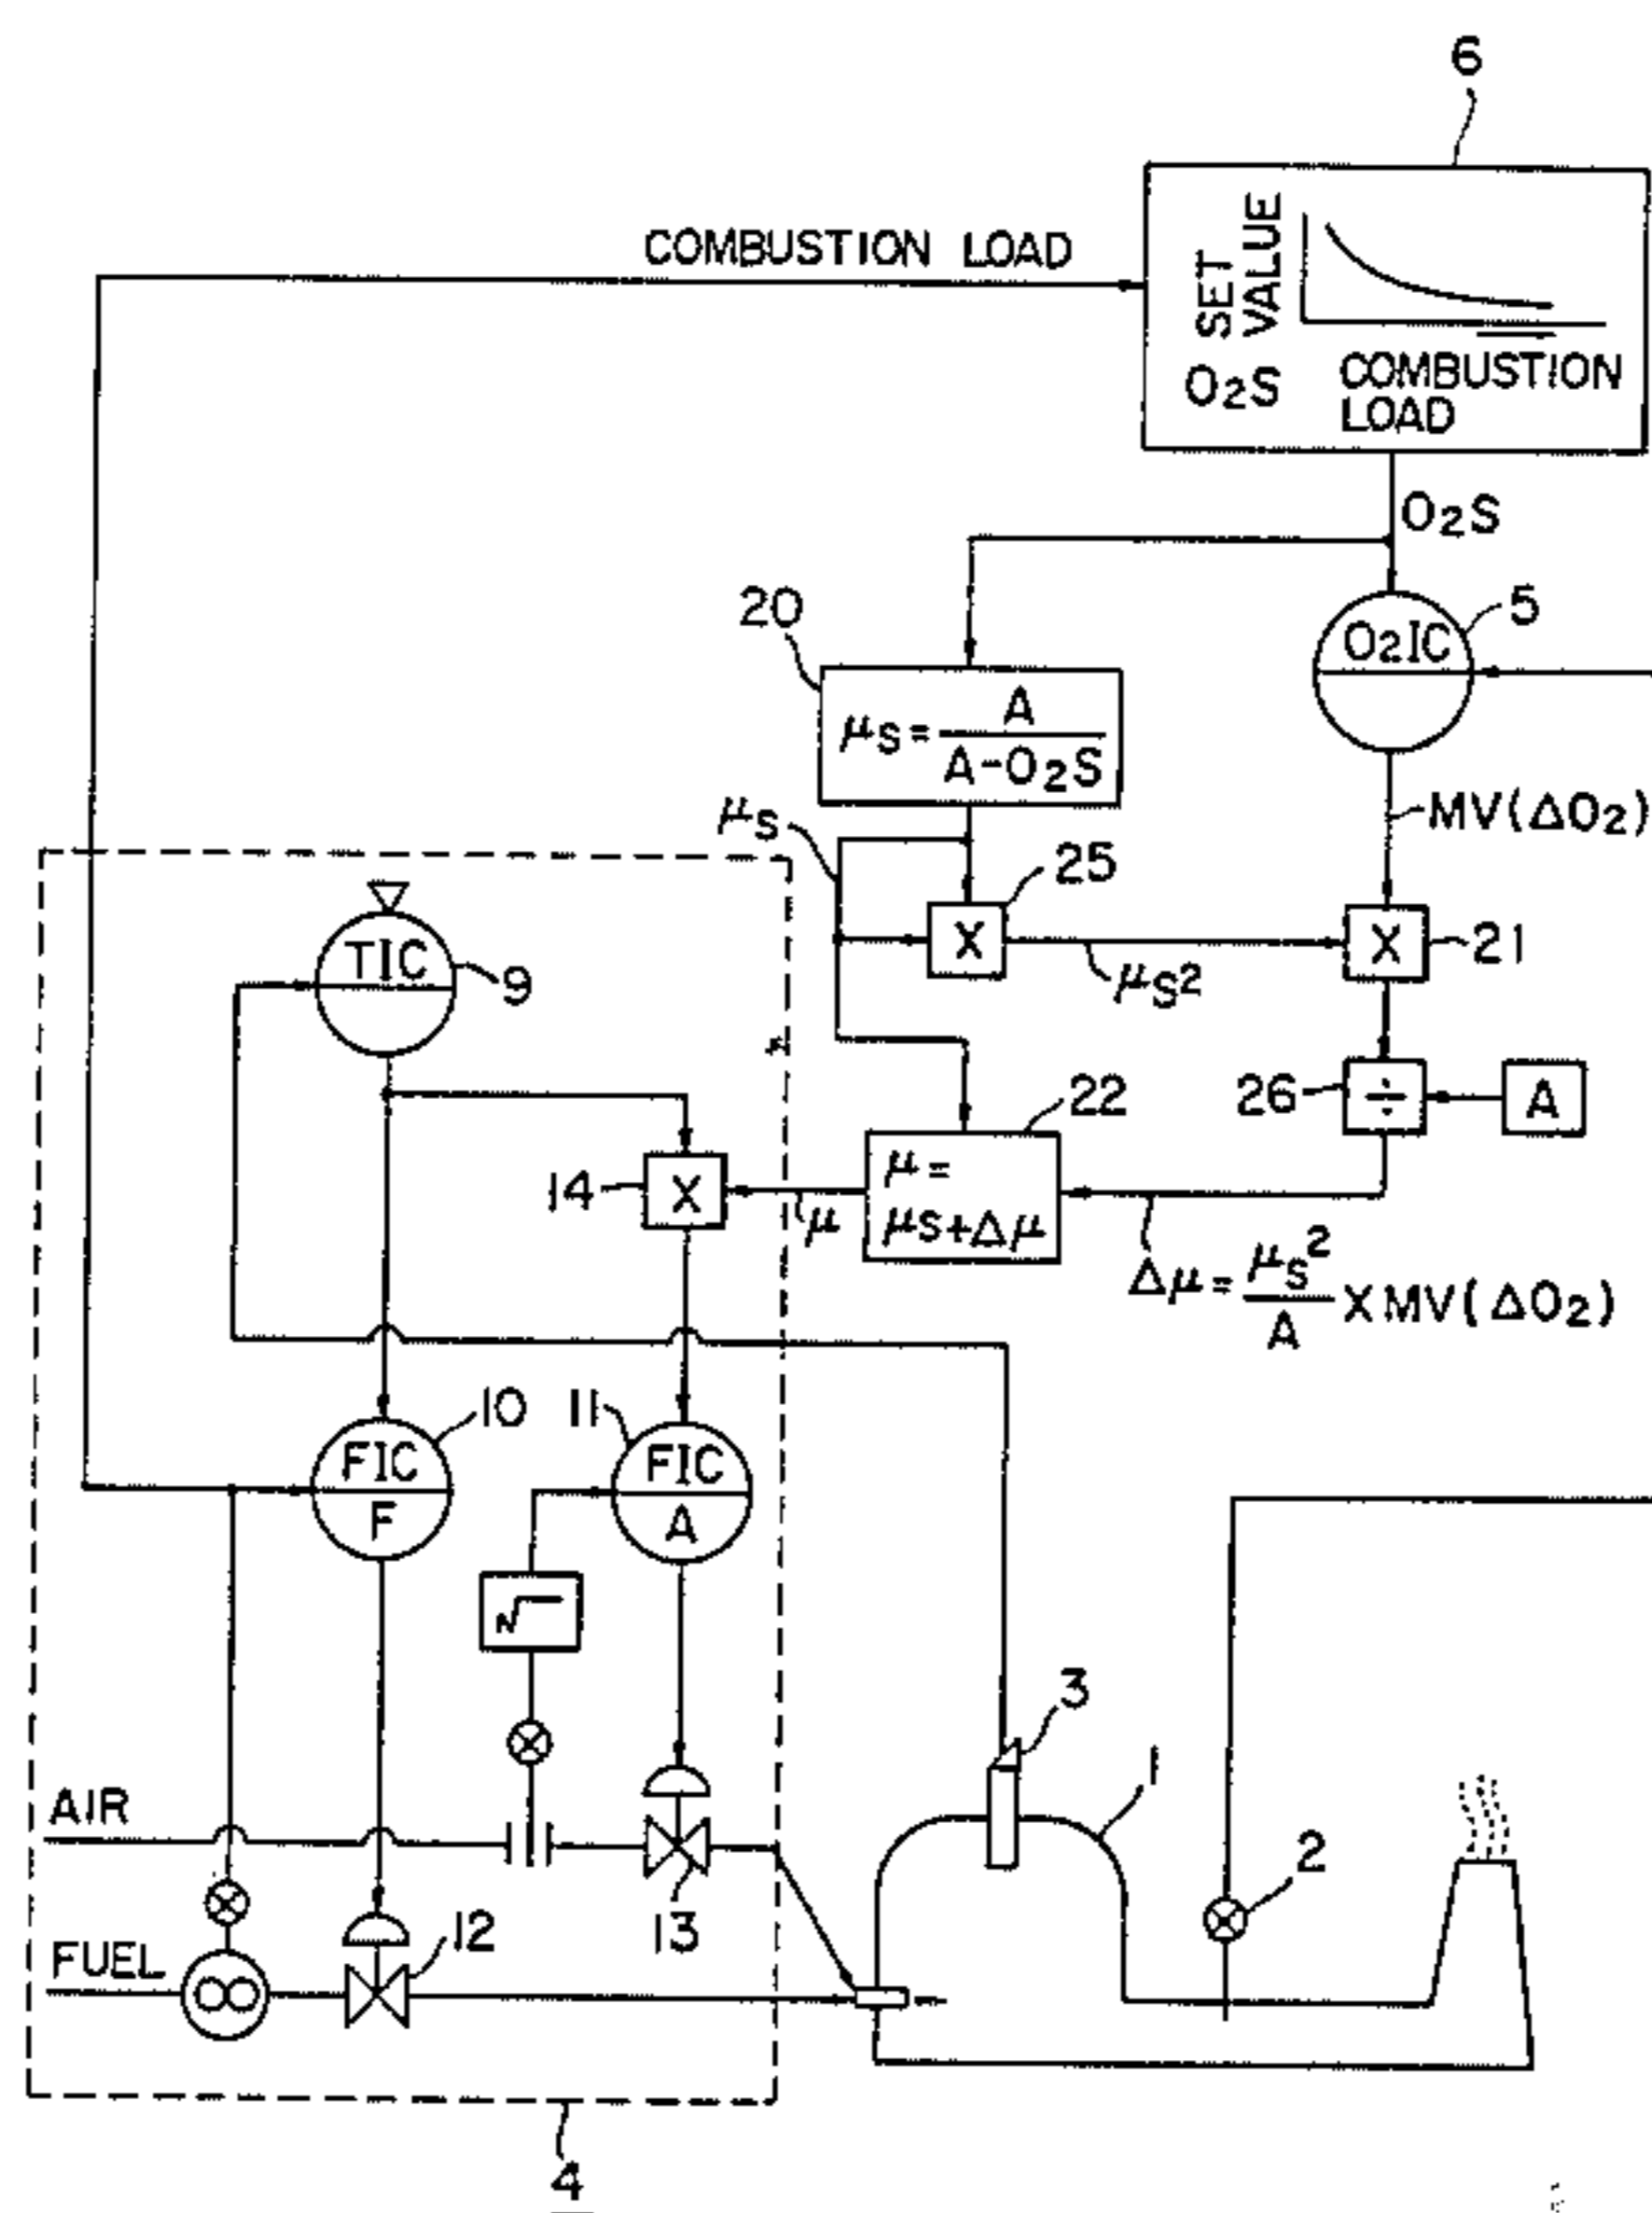 6
COMBUSTION LOAD
SET VALUE
O2S
COMBUSTION
LOAD
O2S
20
O2IC
5
μS = A / A-O2S
μS
MV(ΔO2)
25
X
X
21
TIC
9
μS²
26
÷
A
22
14
X
μ
μ =
μS+Δμ
Δμ = μS² / A X MV(ΔO2)
10
11
FIC
F
FIC
A
√
3
1
AIR
2
13
12
FUEL
4